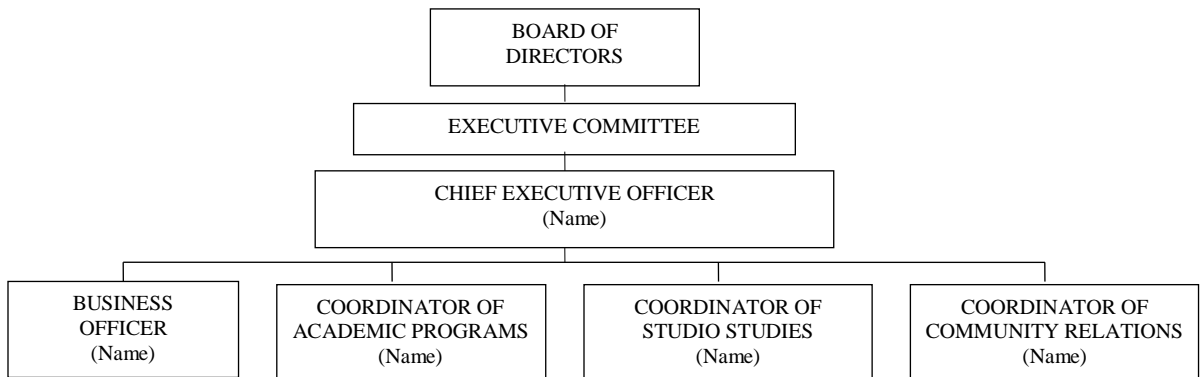 BOARD OF
DIRECTORS
EXECUTIVE COMMITTEE
CHIEF EXECUTIVE OFFICER
(Name)
BUSINESS
OFFICER
(Name)
COORDINATOR OF
ACADEMIC PROGRAMS
(Name)
COORDINATOR OF
STUDIO STUDIES
(Name)
COORDINATOR OF
COMMUNITY RELATIONS
(Name)